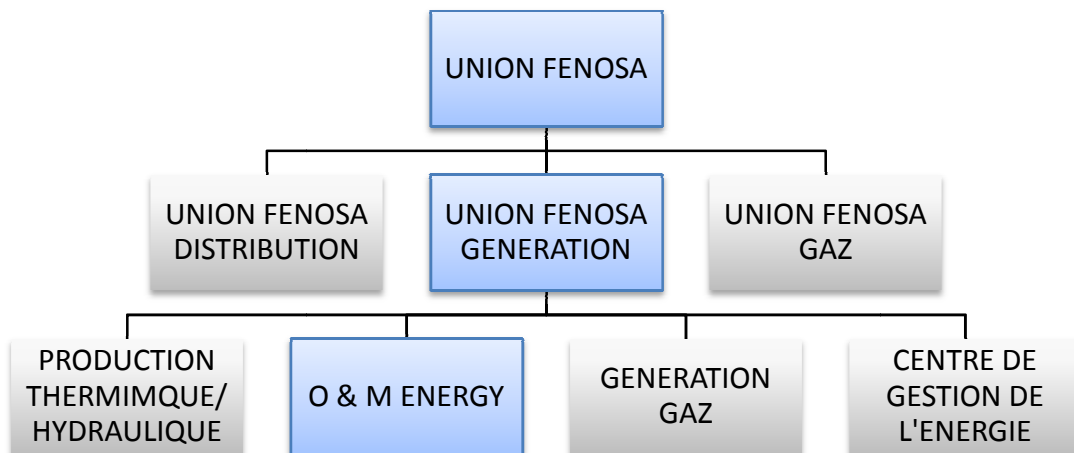 UNION FENOSA
UNION FENOSA
DISTRIBUTION
UNION FENOSA
GENERATION
UNION FENOSA
GAZ
PRODUCTION
THERMIMQUE/
HYDRAULIQUE
O & M ENERGY
GENERATION
GAZ
CENTRE DE
GESTION DE
L'ENERGIE